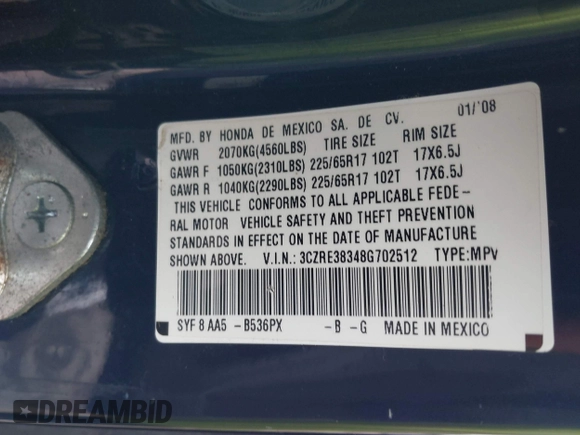 MFD. BY HONDA DE MEXICO SA. DE CV. 01/'08
GVWR 2070KG(4560LBS) TIRE SIZE RIM SIZE
GAWR F 1050KG(2310LBS) 225/65R17 102T 17X6.5J
GAWR R 1040KG(2290LBS) 225/65R17 102T 17X6.5J
THIS VEHICLE CONFORMS TO ALL APPLICABLE FEDE-
RAL MOTOR VEHICLE SAFETY AND THEFT PREVENTION
STANDARDS IN EFFECT ON THE DATE OF MANUFACTURE
SHOWN ABOVE. V.I.N.: 3CZRE38348G702512 TYPE:MPV
SYF 8 AA5 -B536PX -B -G MADE IN MEXICO
DREAMBID